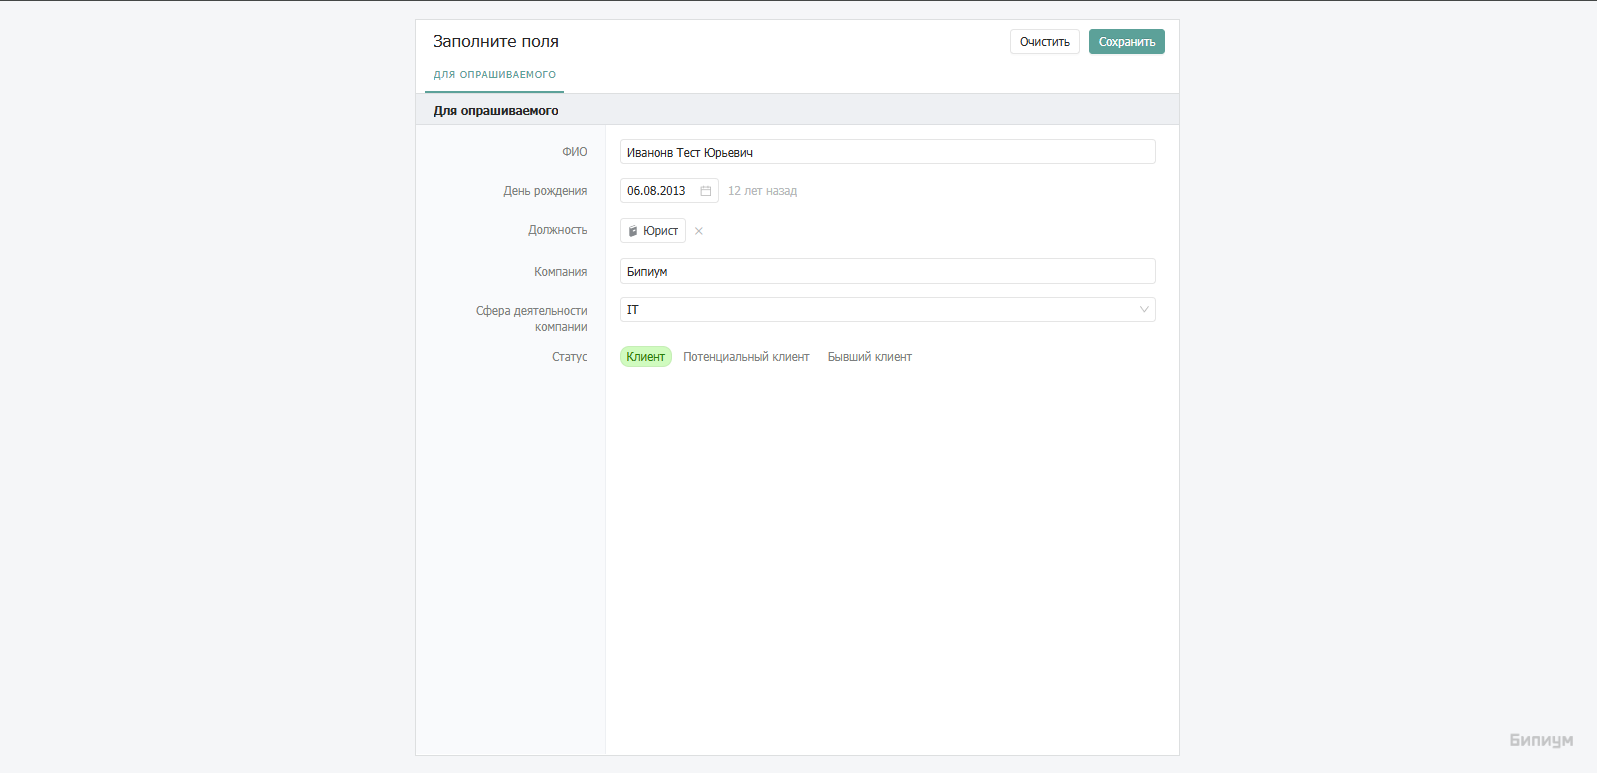 Заполните поля
Очистить
Сохранить
ДЛЯ ОПРАШИВАЕМОГО
Для опрашиваемого
ФИО
Иванонв Тест Юрьевич
День рождения
06.08.2013
12 лет назад
Должность
Юрист
Компания
Бипиум
Сфера деятельности
компании
IT
Статус
Клиент
Потенциальный клиент
Бывший клиент
Бипиум